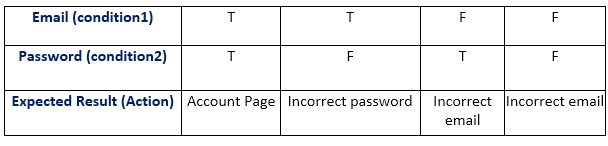 Email (condition1) T T F F
Password (condition2) T F T F
Expected Result (Action) Account Page Incorrect password Incorrect email Incorrect email